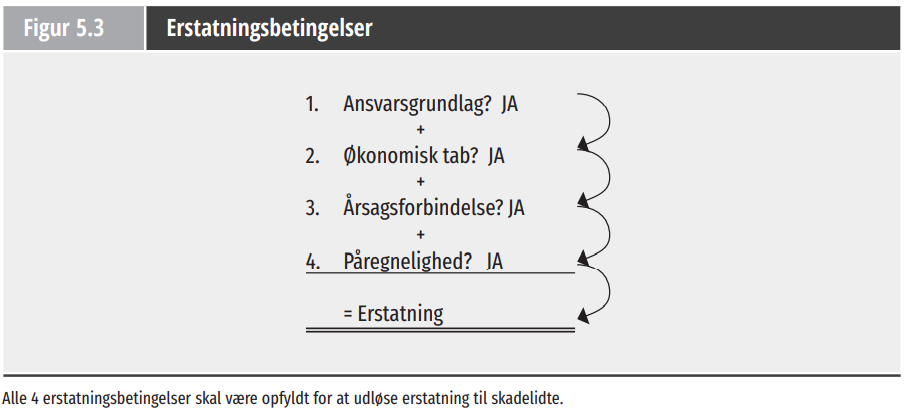 Figur 5.3 Erstatningsbetingelser
1. Ansvarsgrundlag? JA
+
2. Økonomisk tab? JA
+
3. Årsagsforbindelse? JA
+
4. Påregnelighed? JA
= Erstatning
Alle 4 erstatningsbetingelser skal være opfyldt for at udløse erstatning til skadelidte.